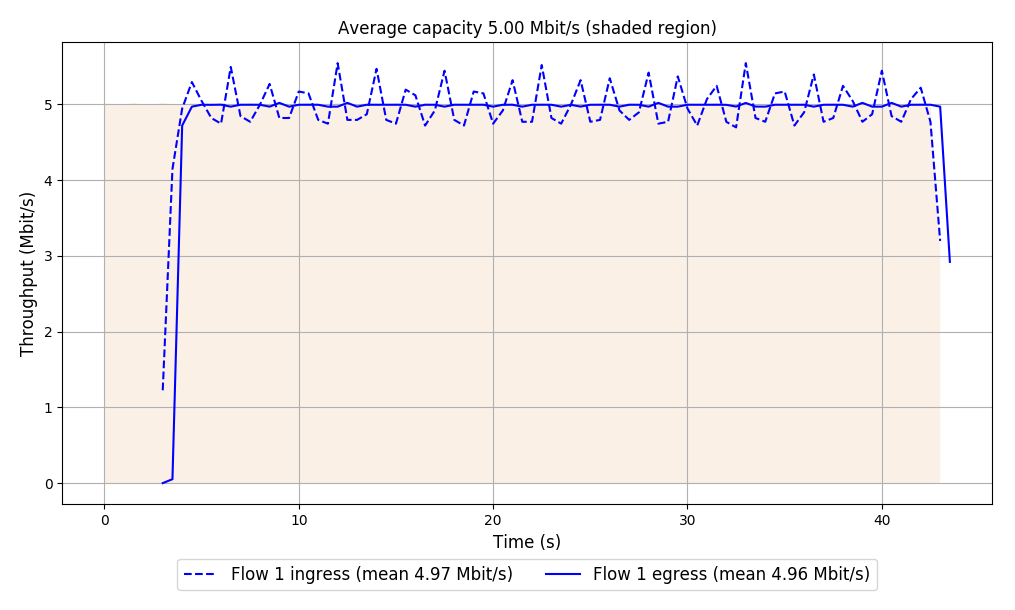 Average capacity 5.00 Mbit/s (shaded region)
Throughput (Mbit/s)
5
4
3
2
1
0
0 10 20 30 40
Time (s)
Flow 1 ingress (mean 4.97 Mbit/s) Flow 1 egress (mean 4.96 Mbit/s)